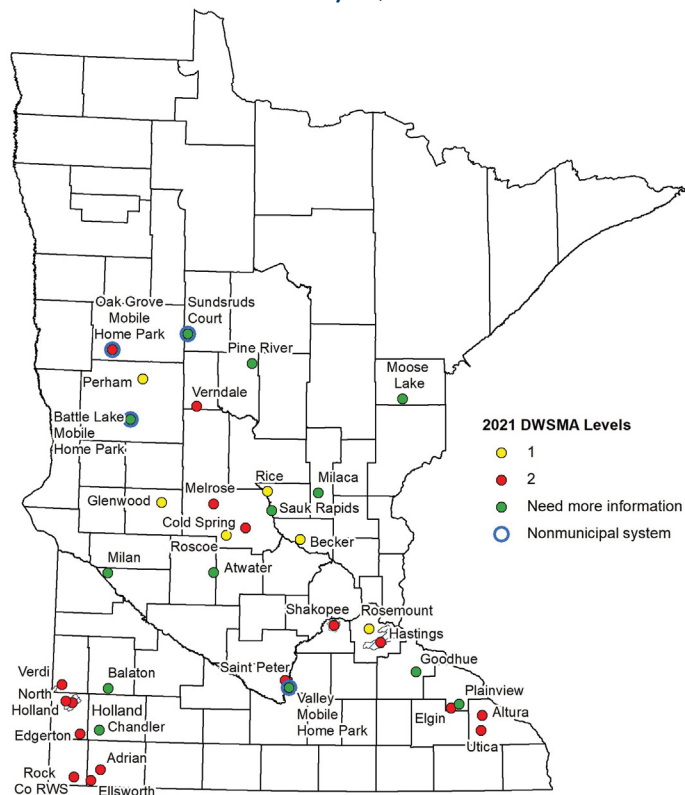 Oak Grove
Mobile
Home Park
Sundsruds
Court
Pine River
Moose
Lake
Perham
Verndale
Battle Lake
Mobile
Home Park
2021 DWSMA Levels
1
2
Need more information
Nonmunicipal system
Rice
Milaca
Melrose
Glenwood
Sauk Rapids
Cold Spring
Roscoe
Becker
Milan
Atwater
Shakopee
Rosemount
Hastings
Saint Peter
Goodhue
Verdi
Balaton
Valley
Mobile
Home Park
Plainview
North
Holland
Holland
Elgin
Altura
Chandler
Edgerton
Utica
Adrian
Rock
Co RWS
Ellsworth